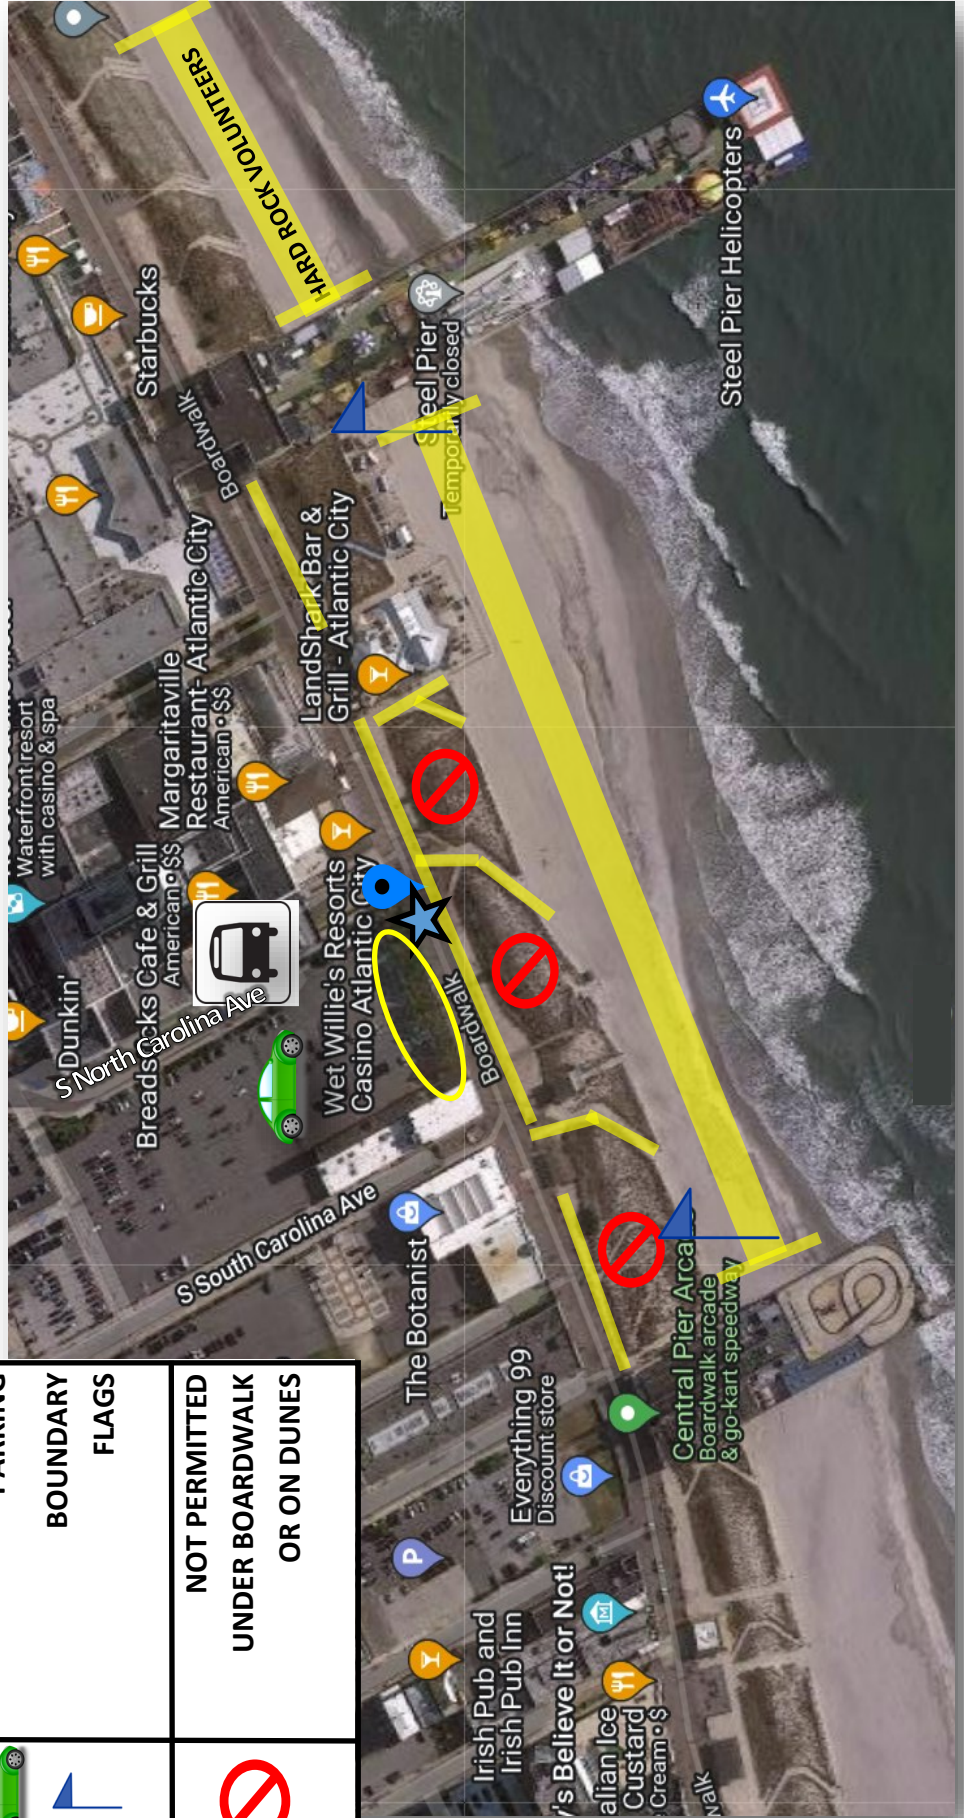 HARD ROCK VOLUNTEERS
Starbucks
Boardwalk
Steel Pier
Temporarily closed
Steel Pier Helicopters
LandShark Bar &
Grill - Atlantic City
Margaritaville
Restaurant- Atlantic City
American • $$
Waterfront resort
with casino & spa
Breadsticks Cafe & Grill
American • $$
Dunkin'
S North Carolina Ave
Wet Willie's Resorts
Casino Atlantic City
Boardwalk
S South Carolina Ave
The Botanist
Central Pier Arcade
Boardwalk arcade
& go-kart speedway
Everything 99
Discount store
P
Irish Pub and
Irish Pub Inn
y's Believe It or Not!
alian Ice
Custard
Cream • $
walk
PARKING
BOUNDARY
FLAGS
NOT PERMITTED
UNDER BOARDWALK
OR ON DUNES